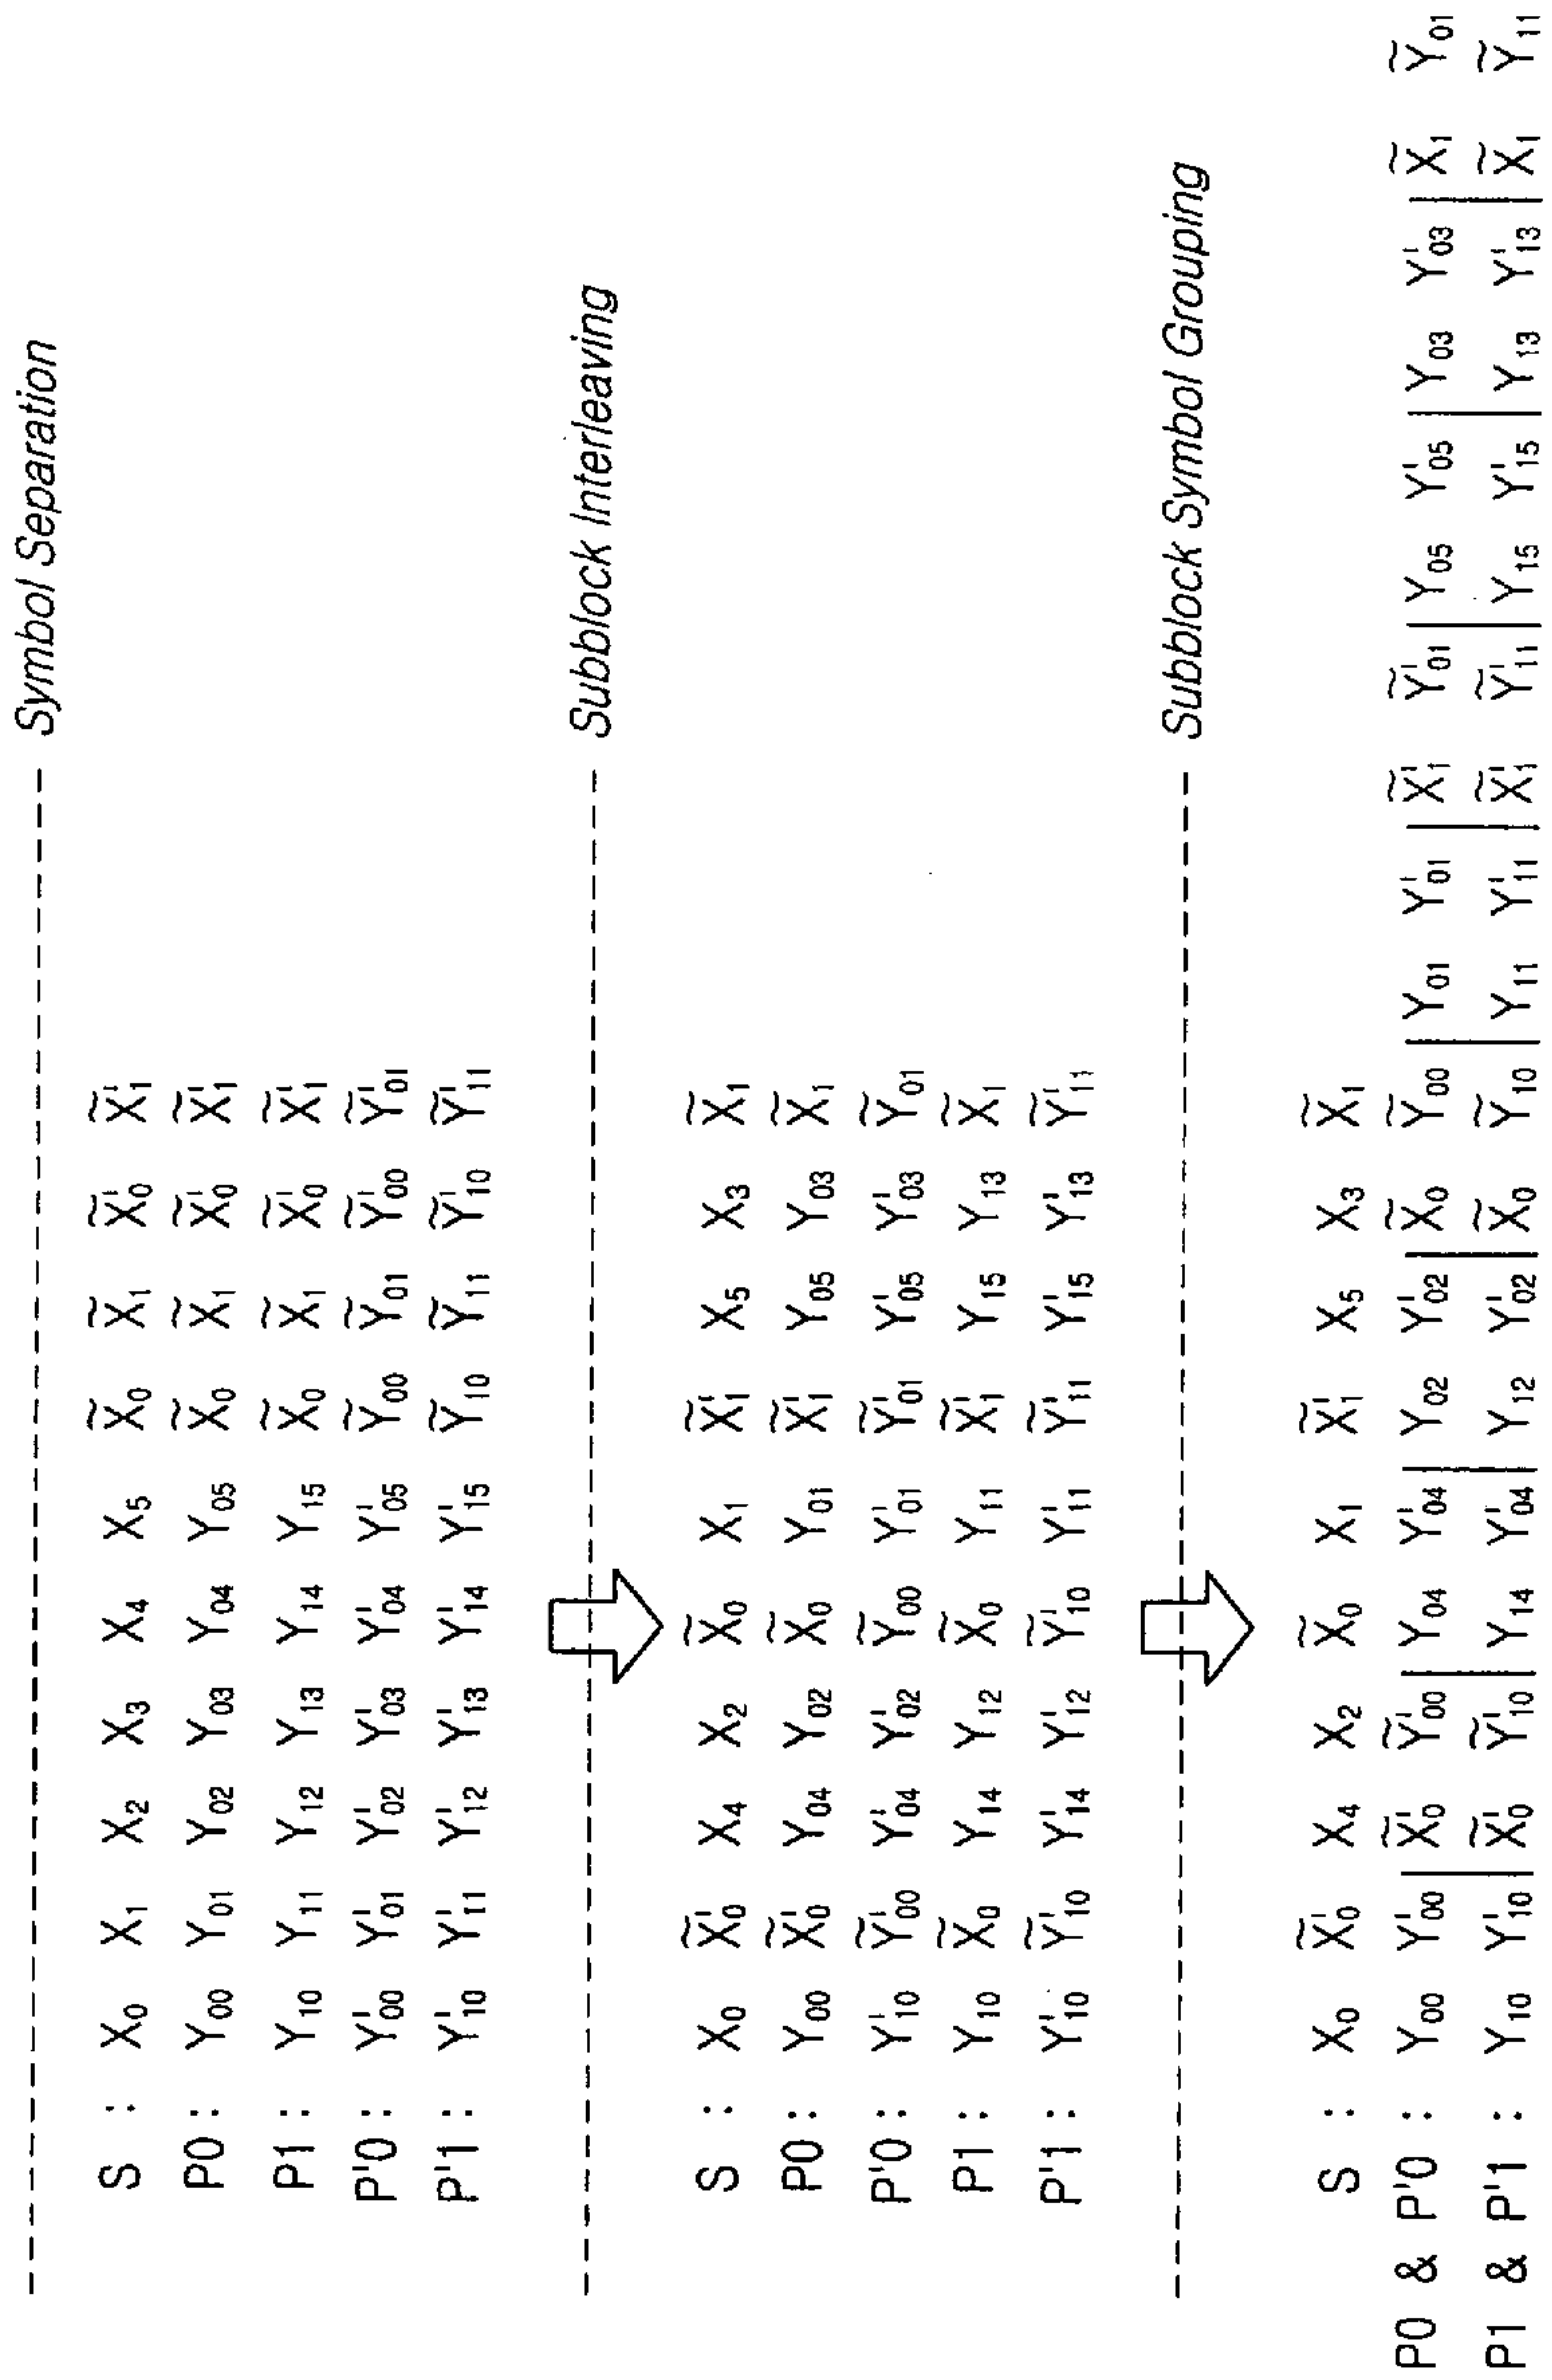 Symbol Separation
S : X₀ X₁ X₂ X₃ X₄ X₅ X̃₀ X̃₁ X̃'₀ X̃'₁
P0 : Y₀₀ Y₀₁ Y₀₂ Y₀₃ Y₀₄ Y₀₅ X̃₀ X̃₁ X̃'₀ X̃'₁
P1 : Y₁₀ Y₁₁ Y₁₂ Y₁₃ Y₁₄ Y₁₅ X̃₀ X̃₁ X̃'₀ X̃'₁
P'0 : Y'₀₀ Y'₀₁ Y'₀₂ Y'₀₃ Y'₀₄ Y'₀₅ Ỹ₀₀ Ỹ₀₁ Ỹ'₀₀ Ỹ'₀₁
P'1 : Y'₁₀ Y'₁₁ Y'₁₂ Y'₁₃ Y'₁₄ Y'₁₅ Ỹ₁₀ Ỹ₁₁ Ỹ'₁₀ Ỹ'₁₁
Subblock Interleaving
S : X₀ X̃'₀ X₄ X₂ X̃₀ X₁ X̃'₁ X₅ X₃ X̃₁
P0 : Y₀₀ X̃'₀ Y₀₄ Y₀₂ X̃₀ Y₀₁ X̃'₁ Y₀₅ Y₀₃ X̃₁
P'0 : Y'₁₀ Ỹ'₀₀ Y'₀₄ Y'₀₂ Ỹ₀₀ Y'₀₁ Ỹ'₀₁ Y'₀₅ Y'₀₃ Ỹ'₀₁
P1 : Y₁₀ X̃₀ Y₁₄ Y₁₂ X̃₀ Y₁₁ X̃'₁ Y₁₅ Y₁₃ X̃₁
P'1 : Y'₁₀ Ỹ'₁₀ Y'₁₄ Y'₁₂ Ỹ'₁₀ Y'₁₁ Ỹ'₁₁ Y'₁₅ Y'₁₃ Ỹ'₁₁
Subblock Symbol Grouping
S : X₀ X̃'₀ X₄ X₂ X̃₀ X₁ X̃'₁ X₅ X₃ X̃₁
P0 & P'0 : Y₀₀ Y'₀₀ | X̃'₀ Ỹ'₀₀ | Y₀₄ Y'₀₄ | Y₀₂ Y'₀₂ | X̃₀ Ỹ₀₀ | Y₀₁ Y'₀₁ | X̃'₁ Ỹ'₀₁ | Y₀₅ Y'₀₅ | Y₀₃ Y'₀₃ | X̃₁ Ỹ₀₁
P1 & P'1 : Y₁₀ Y'₁₀ | X̃'₀ Ỹ'₁₀ | Y₁₄ Y'₀₄ | Y₁₂ Y'₀₂ | X̃₀ Ỹ₁₀ | Y₁₁ Y'₁₁ | X̃'₁ Ỹ'₁₁ | Y₁₅ Y'₁₅ | Y₁₃ Y'₁₃ | X̃₁ Ỹ₁₁